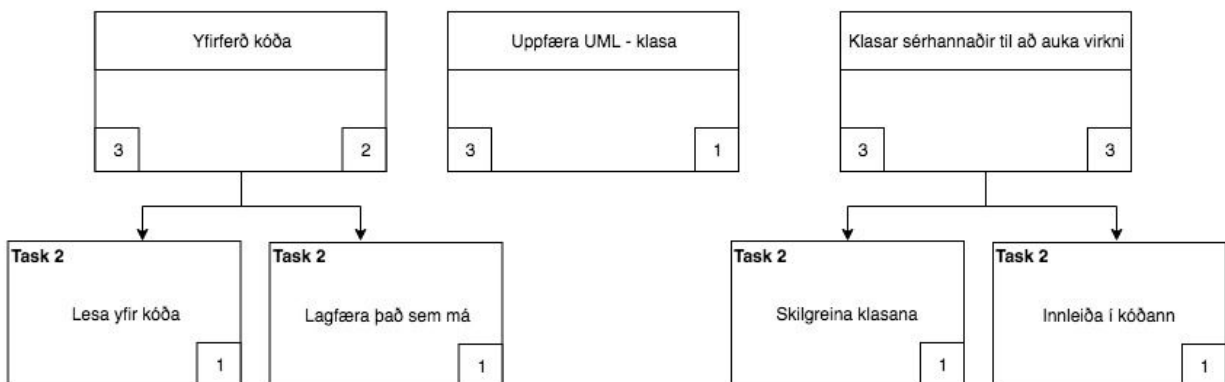 Yfirferð kóða
3
2
Uppfæra UML - klasa
3
1
Klasar sérhannaðir til að auka virkni
3
3
Task 2
Lesa yfir kóða
1
Task 2
Lagfæra það sem má
1
Task 2
Skilgreina klasana
1
Task 2
Innleiða í kóðann
1